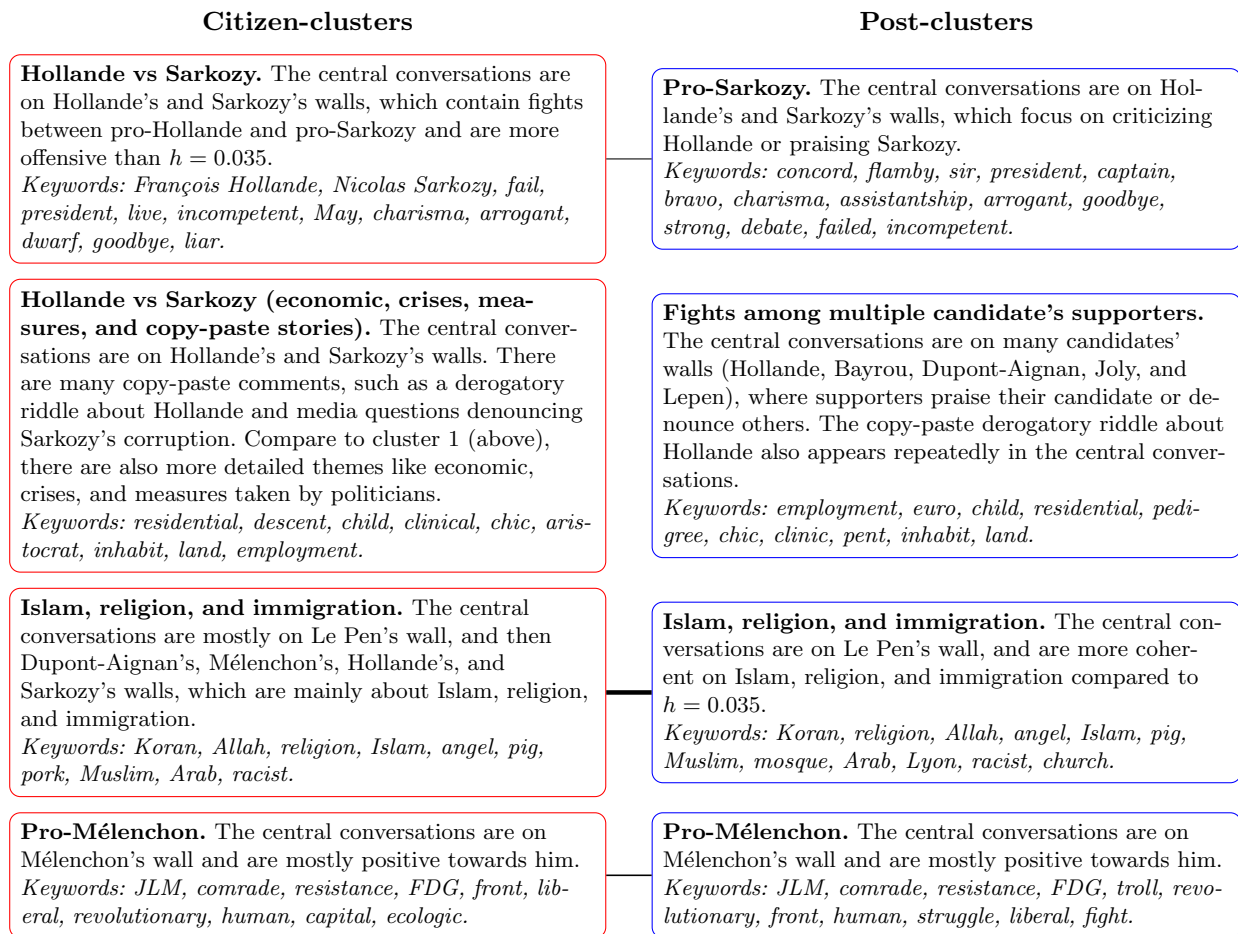 Citizen-clusters
Post-clusters
Hollande vs Sarkozy. The central conversations are
on Hollande's and Sarkozy's walls, which contain fights
between pro-Hollande and pro-Sarkozy and are more
offensive than h = 0.035.
Keywords: François Hollande, Nicolas Sarkozy, fail,
president, live, incompetent, May, charisma, arrogant,
dwarf, goodbye, liar.
Pro-Sarkozy. The central conversations are on Hol-
lande's and Sarkozy's walls, which focus on criticizing
Hollande or praising Sarkozy.
Keywords: concord, flamby, sir, president, captain,
bravo, charisma, assistantship, arrogant, goodbye,
strong, debate, failed, incompetent.
Hollande vs Sarkozy (economic, crises, mea-
sures, and copy-paste stories). The central conver-
sations are on Hollande's and Sarkozy's walls. There
are many copy-paste comments, such as a derogatory
riddle about Hollande and media questions denouncing
Sarkozy's corruption. Compare to cluster 1 (above),
there are also more detailed themes like economic,
crises, and measures taken by politicians.
Keywords: residential, descent, child, clinical, chic, aris-
tocrat, inhabit, land, employment.
Fights among multiple candidate's supporters.
The central conversations are on many candidates'
walls (Hollande, Bayrou, Dupont-Aignan, Joly, and
Lepen), where supporters praise their candidate or de-
nounce others. The copy-paste derogatory riddle about
Hollande also appears repeatedly in the central conver-
sations.
Keywords: employment, euro, child, residential, pedi-
gree, chic, clinic, pent, inhabit, land.
Islam, religion, and immigration. The central
conversations are mostly on Le Pen's wall, and then
Dupont-Aignan's, Mélenchon's, Hollande's, and
Sarkozy's walls, which are mainly about Islam, religion,
and immigration.
Keywords: Koran, Allah, religion, Islam, angel, pig,
pork, Muslim, Arab, racist.
Islam, religion, and immigration. The central con-
versations are on Le Pen's wall, and are more coher-
ent on Islam, religion, and immigration compared to
h = 0.035.
Keywords: Koran, religion, Allah, angel, Islam, pig,
Muslim, mosque, Arab, Lyon, racist, church.
Pro-Mélenchon. The central conversations are on
Mélenchon's wall and are mostly positive towards him.
Keywords: JLM, comrade, resistance, FDG, front, lib-
eral, revolutionary, human, capital, ecologic.
Pro-Mélenchon. The central conversations are on
Mélenchon's wall and are mostly positive towards him.
Keywords: JLM, comrade, resistance, FDG, troll, revo-
lutionary, front, human, struggle, liberal, fight.